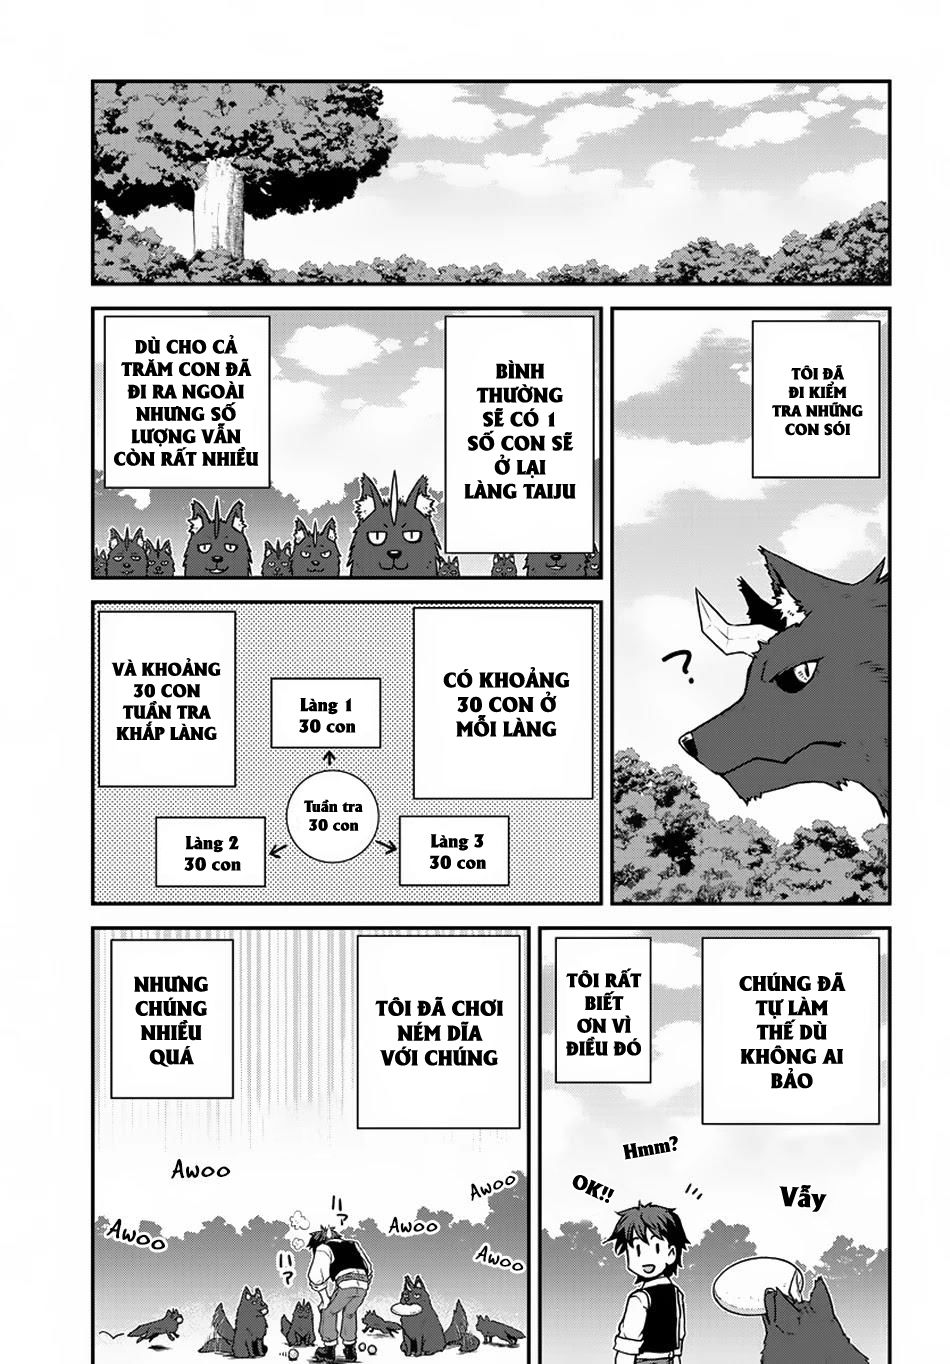 TÔI ĐÃ
ĐI KIỂM
TRA NHỮNG
CON SÓI
BÌNH
THƯỜNG
SẼ CÓ 1
SỐ CON SẼ
Ở LẠI
LÀNG TAIJU
DÙ CHO CẢ
TRĂM CON ĐÃ
ĐI RA NGOÀI
NHƯNG SỐ
LƯỢNG VẪN
CÒN RẤT NHIỀU
?
CÓ KHOẢNG
30 CON Ở
MỖI LÀNG
VÀ KHOẢNG
30 CON
TUẦN TRA
KHẮP LÀNG
Làng 1
30 con
Tuần tra
30 con
Làng 2
30 con
Làng 3
30 con
CHÚNG ĐÃ
TỰ LÀM
THẾ DÙ
KHÔNG AI
BẢO
TÔI RẤT
BIẾT
ƠN VÌ
ĐIỀU ĐÓ
Hmm?
OK!!
Vẫy
TÔI ĐÃ CHƠI
NÉM DĨA
VỚI CHÚNG
NHƯNG
CHÚNG
NHIỀU
QUÁ
Awoo
Awoo
Awoo
Awoo
Awoo